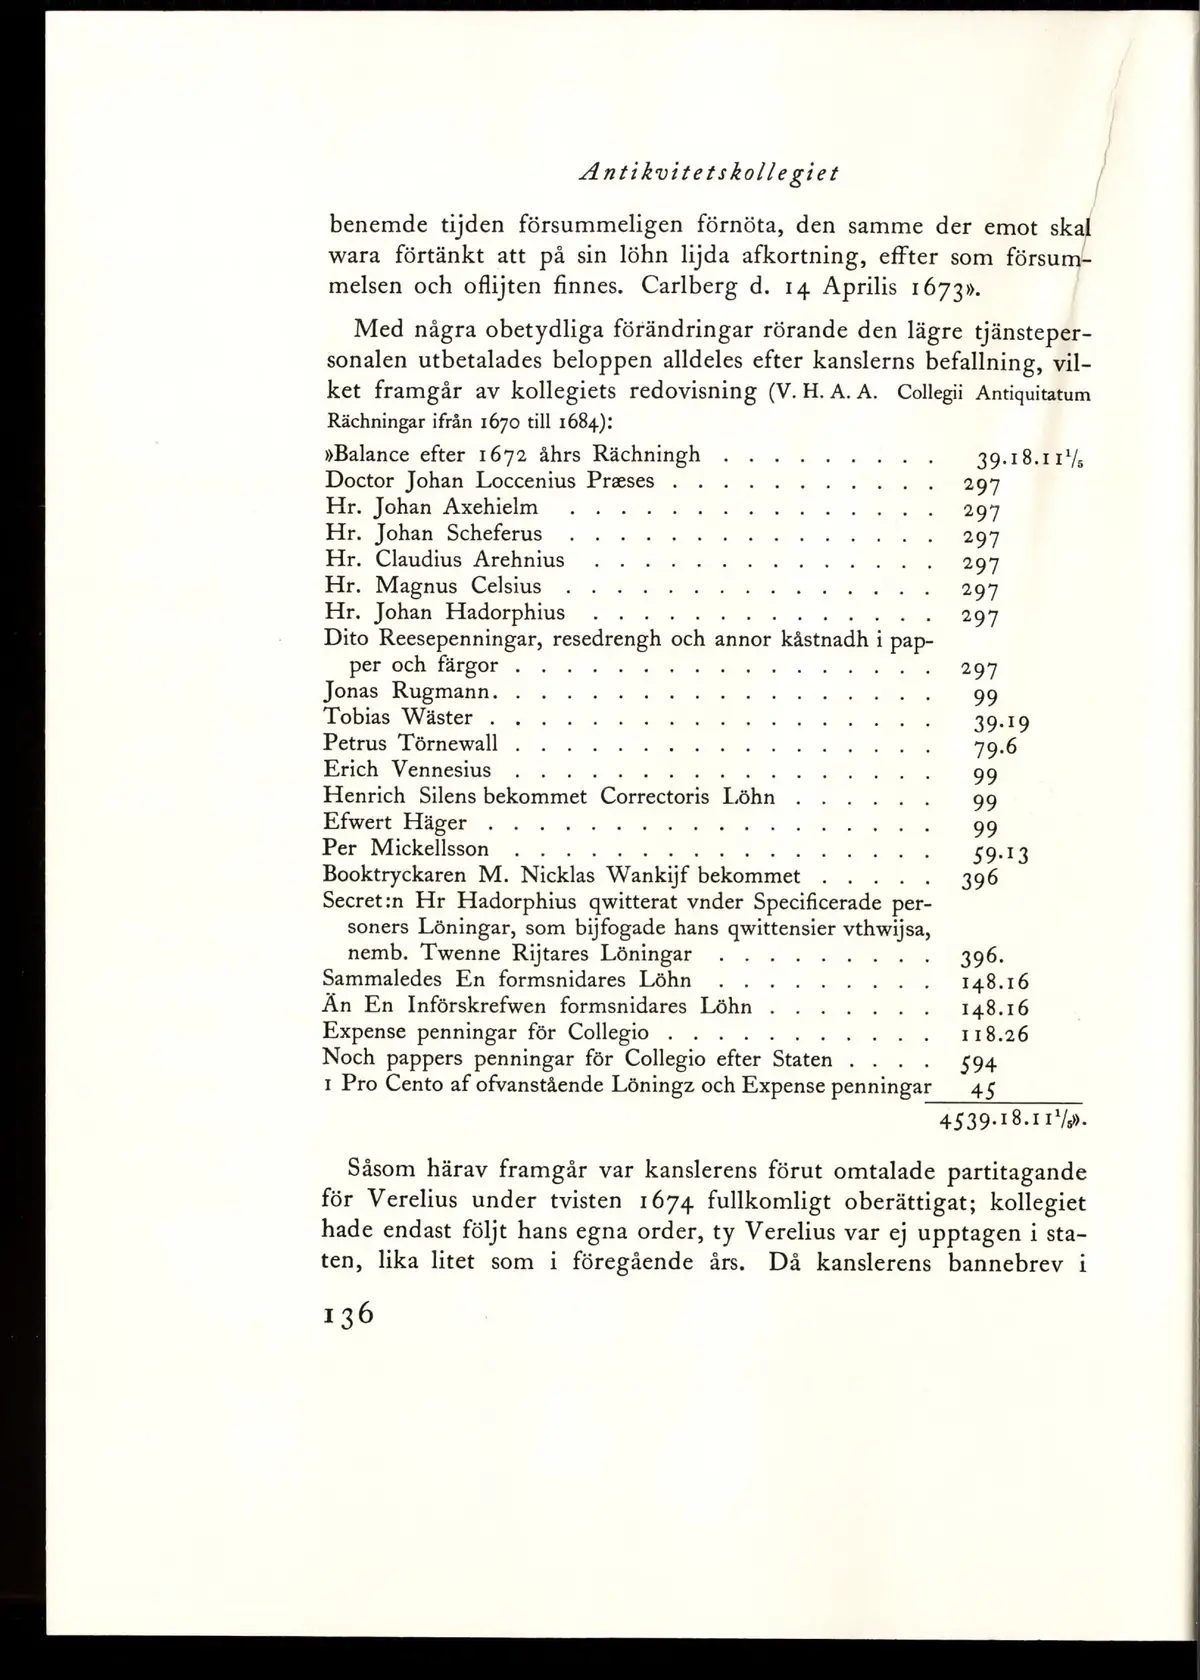 Antikvitetskollegiet
benemde tijden försummeligen förnöta, den samme der emot skal
wara förtänkt att på sin löhn lijda afkortning, effter som försum-
melsen och oflijten finnes. Carlberg d. 14 Aprilis 1673».
Med några obetydliga förändringar rörande den lägre tjänsteper-
sonalen utbetalades beloppen alldeles efter kanslerns befallning, vil-
ket framgår av kollegiets redovisning (V. H. A. A. Collegii Antiquitatum
Rächningar ifrån 1670 till 1684):
»Balance efter 1672 åhrs Rächningh . . . . . . . . . 39.18.11 1/5
Doctor Johan Loccenius Præses . . . . . . . . . . . 297
Hr. Johan Axehielm . . . . . . . . . . . . . . . 297
Hr. Johan Scheferus . . . . . . . . . . . . . . . 297
Hr. Claudius Arehnius . . . . . . . . . . . . . . 297
Hr. Magnus Celsius . . . . . . . . . . . . . . . 297
Hr. Johan Hadorphius . . . . . . . . . . . . . . 297
Dito Reesepenningar, resedrengh och annor kåstnadh i pap-
per och färgor . . . . . . . . . . . . . . . . . 297
Jonas Rugmann. . . . . . . . . . . . . . . . . . 99
Tobias Wäster . . . . . . . . . . . . . . . . . . 39.19
Petrus Törnewall . . . . . . . . . . . . . . . . . 79.6
Erich Vennesius . . . . . . . . . . . . . . . . . 99
Henrich Silens bekommet Correctoris Löhn . . . . . . 99
Efwert Häger . . . . . . . . . . . . . . . . . . 99
Per Mickellsson . . . . . . . . . . . . . . . . . 59.13
Booktryckaren M. Nicklas Wankijf bekommet . . . . . 396
Secret:n Hr Hadorphius qwitterat vnder Specificerade per-
soners Löningar, som bijfogade hans qwittensier vthwijsa,
nemb. Twenne Rijtares Löningar . . . . . . . . . 396.
Sammaledes En formsnidares Löhn . . . . . . . . . 148.16
Än En Införskrefwen formsnidares Löhn . . . . . . . 148.16
Expense penningar för Collegio . . . . . . . . . . . 118.26
Noch pappers penningar för Collegio efter Staten . . . . 594
1 Pro Cento af ofvanstående Löningz och Expense penningar 45
4539.18.11 1/5».
Såsom härav framgår var kanslerens förut omtalade partitagande
för Verelius under tvisten 1674 fullkomligt oberättigat; kollegiet
hade endast följt hans egna order, ty Verelius var ej upptagen i sta-
ten, lika litet som i föregående års. Då kanslerens bannebrev i
136